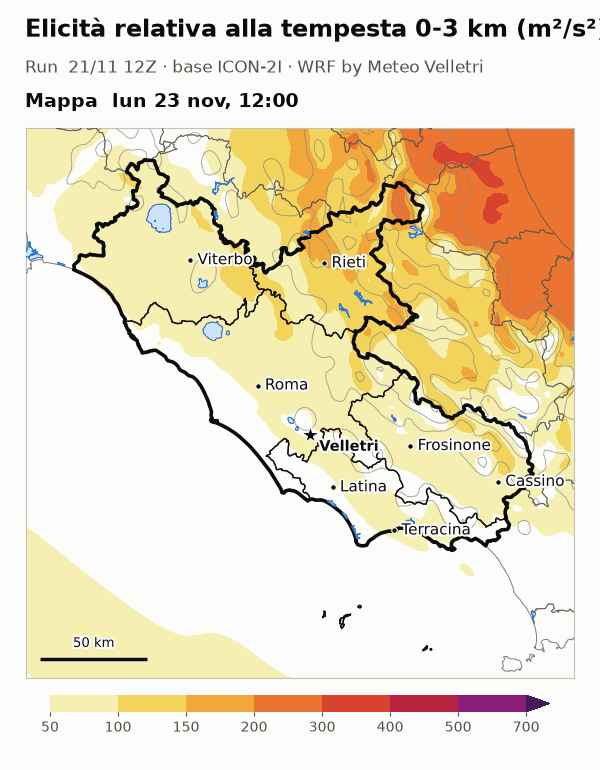 Elicità relativa alla tempesta 0-3 km (m²/s²)
Run 21/11 12Z · base ICON-2I · WRF by Meteo Velletri
Mappa lun 23 nov, 12:00
Viterbo
Rieti
Roma
Velletri
Frosinone
Cassino
Latina
Terracina
50 km
50 100 150 200 300 400 500 700